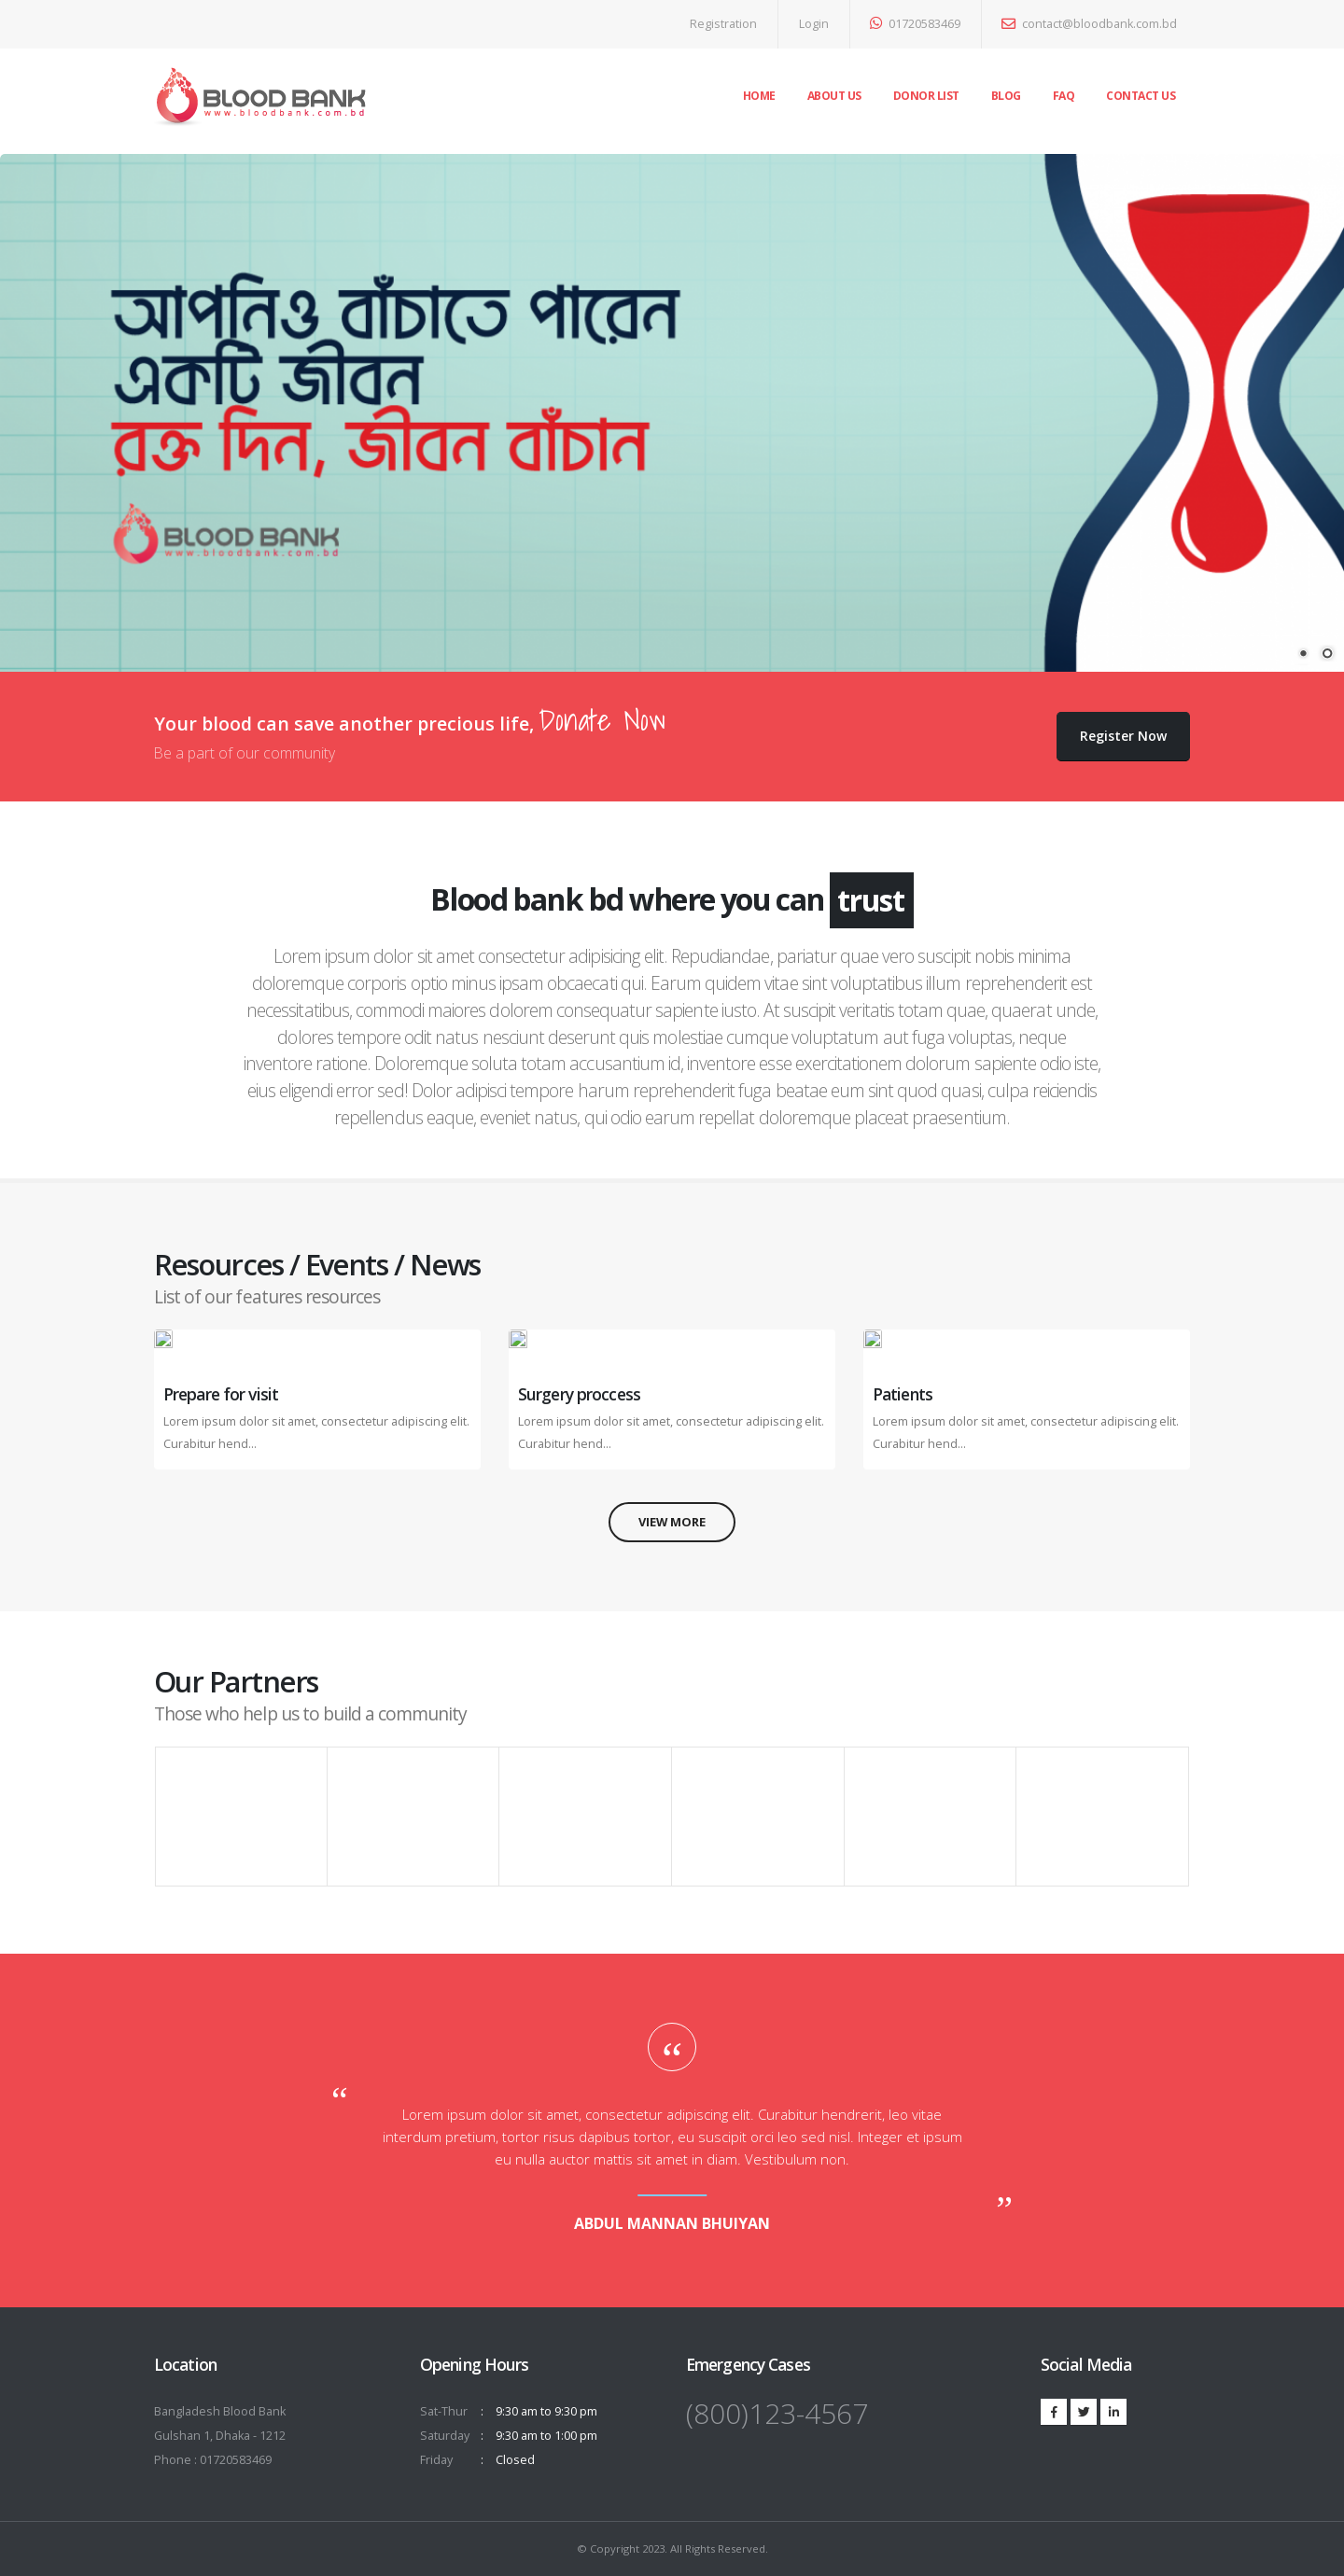 Registration
Login
01720583469
contact@bloodbank.com.bd
BLOOD BANK
www.bloodbank.com.bd
HOME
ABOUT US
DONOR LIST
BLOG
FAQ
CONTACT US
আপনিও বাঁচাতে পারেন
একটি জীবন
রক্ত দিন, জীবন বাঁচান
BLOOD BANK
www.bloodbank.com.bd
Your blood can save another precious life, Donate Now
Be a part of our community
Register Now
Blood bank bd where you can trust
Lorem ipsum dolor sit amet consectetur adipisicing elit. Repudiandae, pariatur quae vero suscipit nobis minima
doloremque corporis optio minus ipsam obcaecati qui. Earum quidem vitae sint voluptatibus illum reprehenderit est
necessitatibus, commodi maiores dolorem consequatur sapiente iusto. At suscipit veritatis totam quae, quaerat unde,
dolores tempore odit natus nesciunt deserunt quis molestiae cumque voluptatum aut fuga voluptas, neque
inventore ratione. Doloremque soluta totam accusantium id, inventore esse exercitationem dolorum sapiente odio iste,
eius eligendi error sed! Dolor adipisci tempore harum reprehenderit fuga beatae eum sint quod quasi, culpa reiciendis
repellendus eaque, eveniet natus, qui odio earum repellat doloremque placeat praesentium.
Resources / Events / News
List of our features resources
Prepare for visit
Lorem ipsum dolor sit amet, consectetur adipiscing elit.
Curabitur hend...
Surgery proccess
Lorem ipsum dolor sit amet, consectetur adipiscing elit.
Curabitur hend...
Patients
Lorem ipsum dolor sit amet, consectetur adipiscing elit.
Curabitur hend...
VIEW MORE
Our Partners
Those who help us to build a community
“
“
Lorem ipsum dolor sit amet, consectetur adipiscing elit. Curabitur hendrerit, leo vitae
interdum pretium, tortor risus dapibus tortor, eu suscipit orci leo sed nisl. Integer et ipsum
eu nulla auctor mattis sit amet in diam. Vestibulum non.
”
ABDUL MANNAN BHUIYAN
Location
Bangladesh Blood Bank
Gulshan 1, Dhaka - 1212
Phone : 01720583469
Opening Hours
Sat-Thur : 9:30 am to 9:30 pm
Saturday : 9:30 am to 1:00 pm
Friday : Closed
Emergency Cases
(800)123-4567
Social Media
© Copyright 2023. All Rights Reserved.